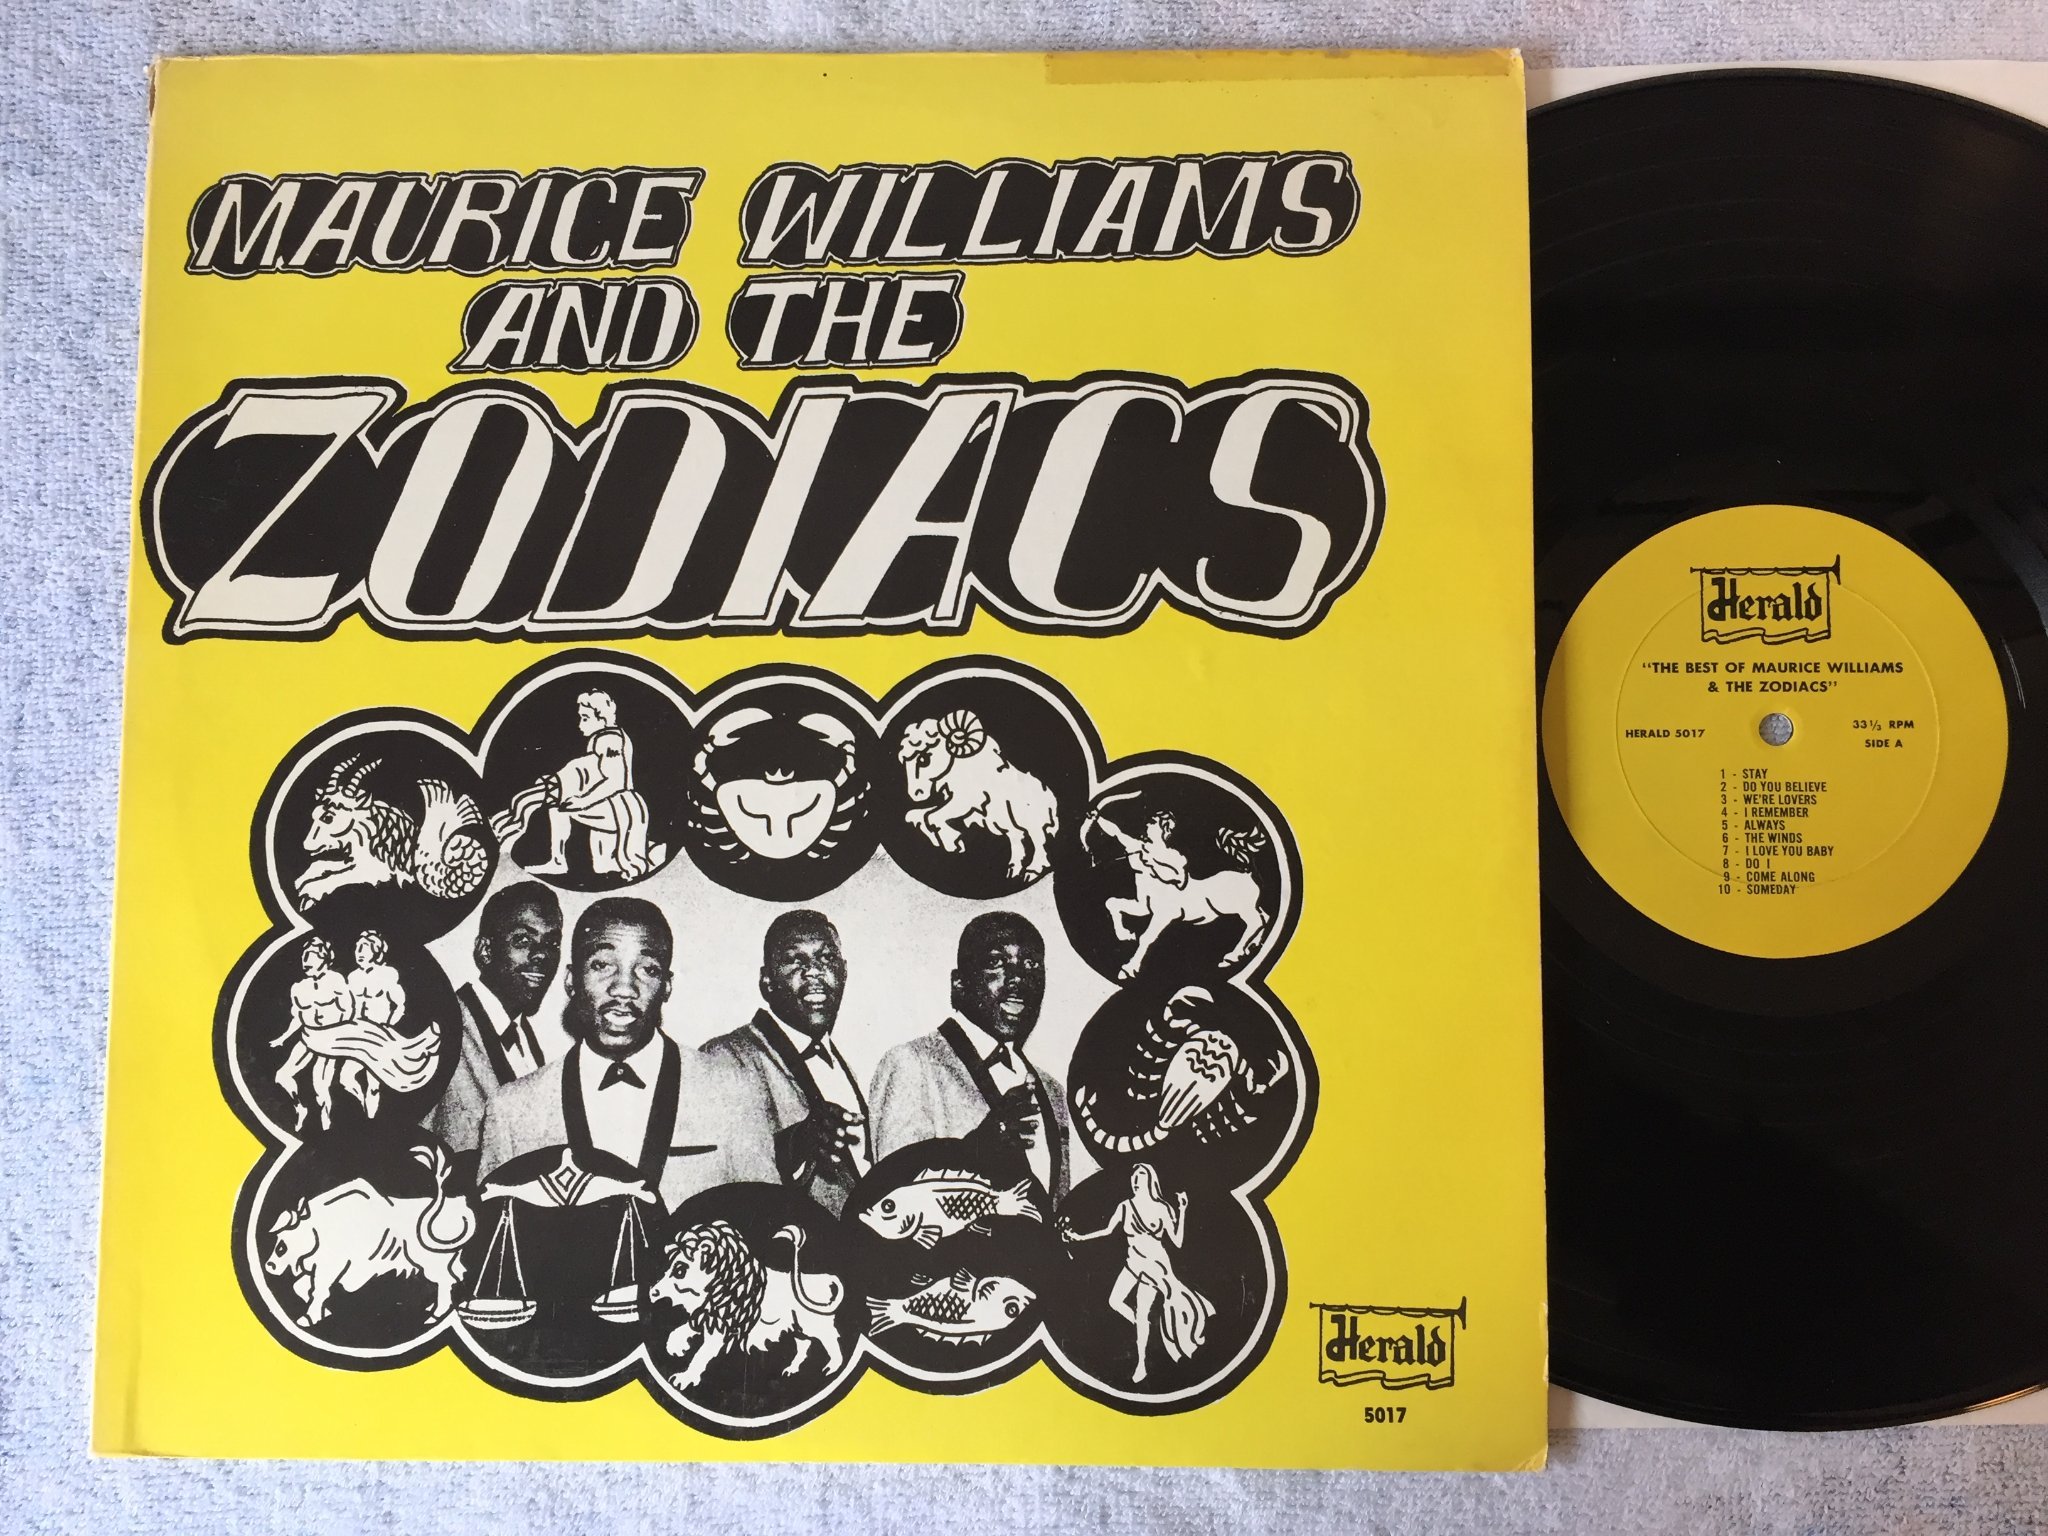 MAURICE WILLIAMS
AND THE
ZODIACS
Herald
5017
Herald
"THE BEST OF MAURICE WILLIAMS
& THE ZODIACS"
HERALD 5017
33 1/3 RPM
SIDE A
1 - STAY
2 - DO YOU BELIEVE
3 - WE'RE LOVERS
4 - I REMEMBER
5 - ALWAYS
6 - THE WINDS
7 - I LOVE YOU BABY
8 - DO I
9 - COME ALONG
10 - SOMEDAY